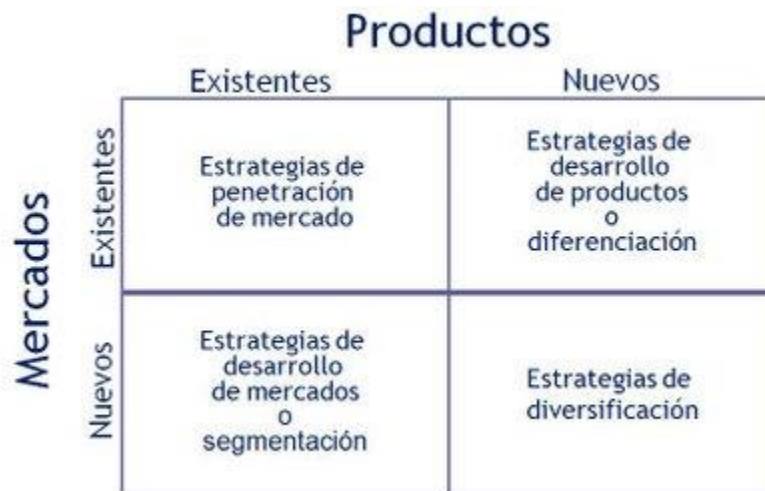 Productos
Existentes
Nuevos
Mercados
Existentes
Estrategias de
penetración
de mercado
Estrategias de
desarrollo
de productos
o
diferenciación
Nuevos
Estrategias de
desarrollo
de mercados
o
segmentación
Estrategias de
diversificación